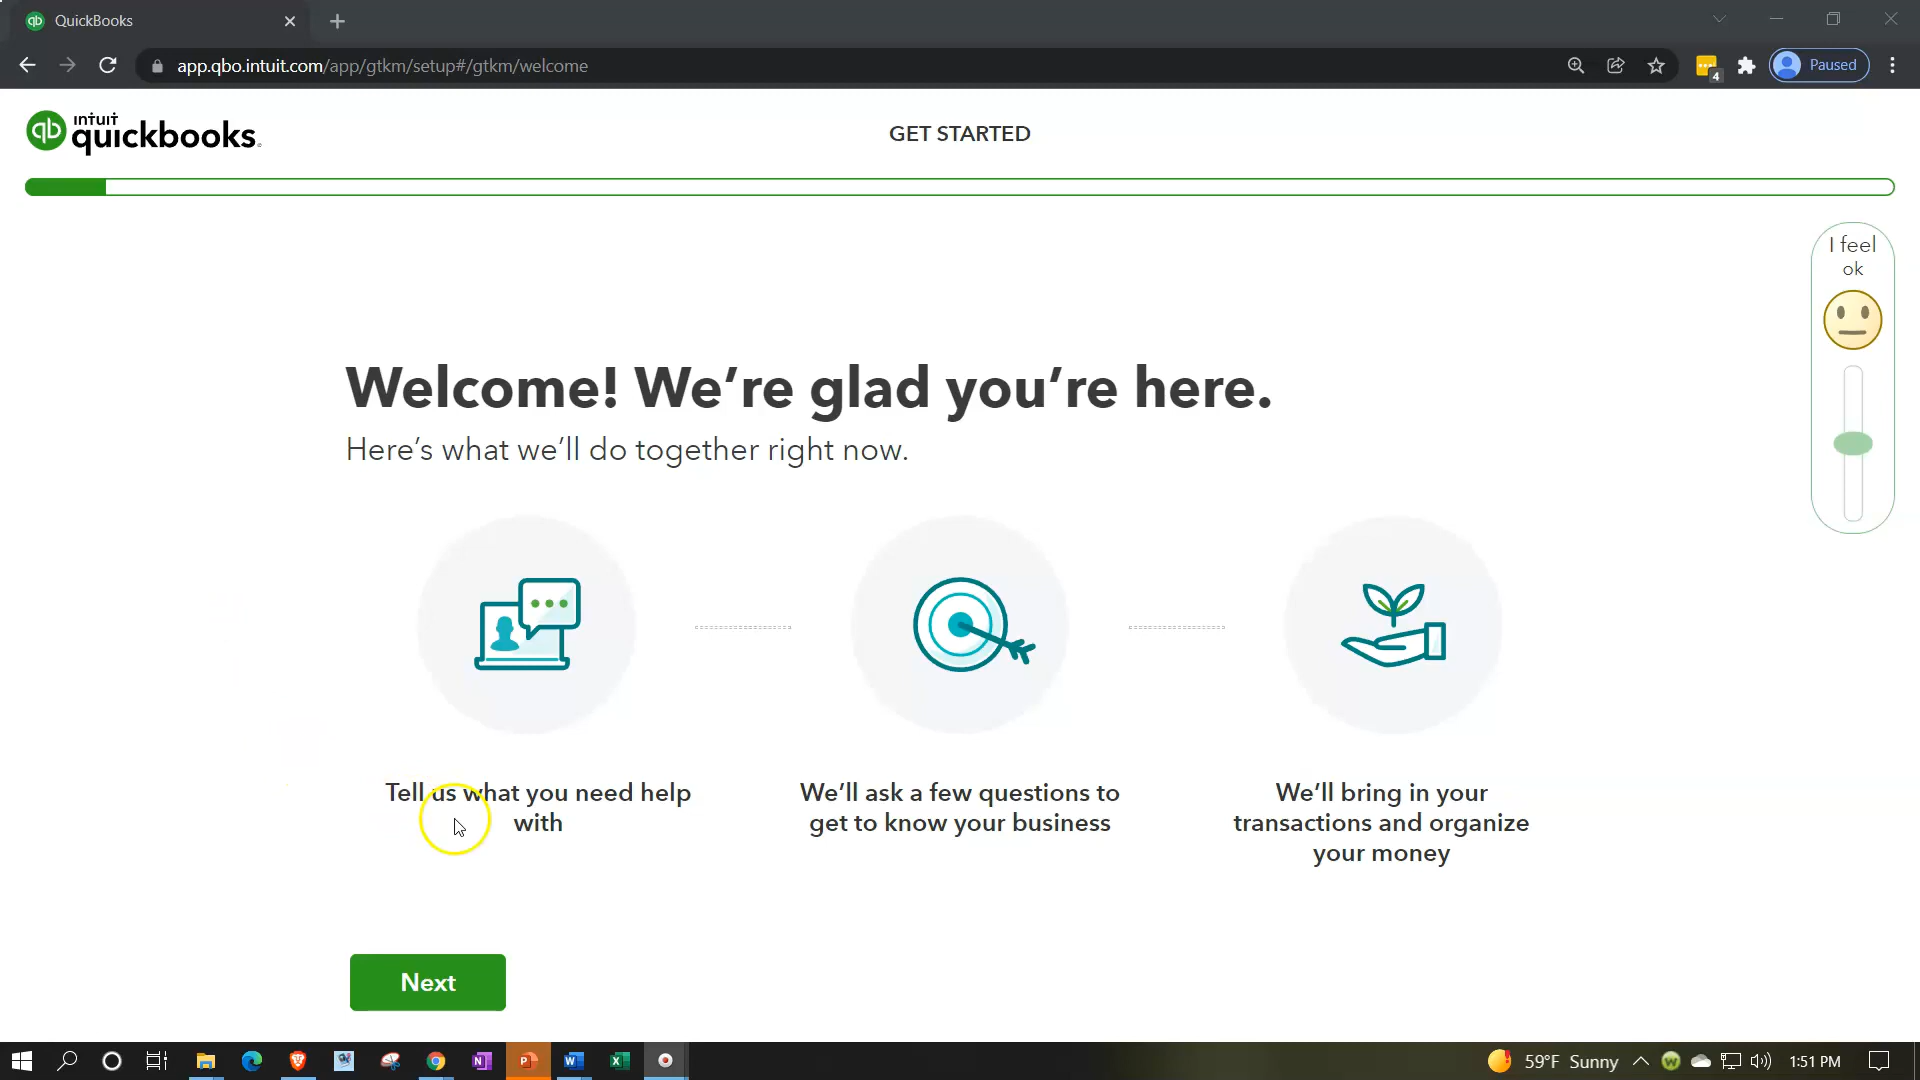 QuickBooks
app.qbo.intuit.com/app/gtkm/setup#/gtkm/welcome
4
Paused
intuit
quickbooks.
GET STARTED
I feel
ok
Welcome! We're glad you're here.
Here's what we'll do together right now.
Tell us what you need help
with
We'll ask a few questions to
get to know your business
We'll bring in your
transactions and organize
your money
Next
59°F Sunny
1:51 PM